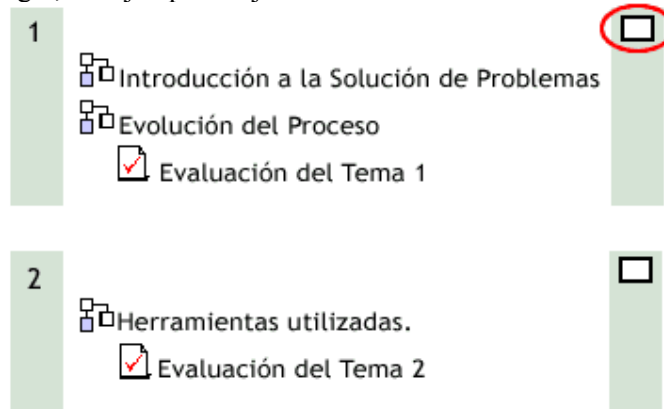 1
Introducción a la Solución de Problemas
Evolución del Proceso
Evaluación del Tema 1
2
Herramientas utilizadas.
Evaluación del Tema 2